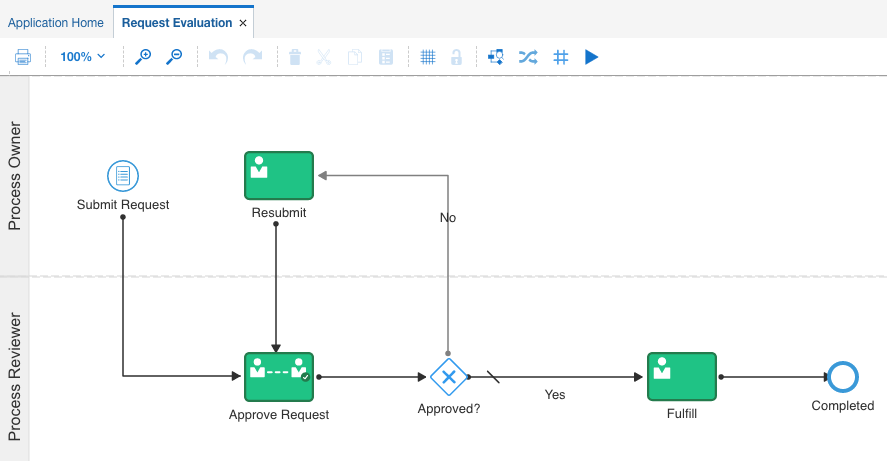 Application Home
Request Evaluation ×
100%
Process Owner
Submit Request
Resubmit
No
Process Reviewer
Approve Request
Approved?
Yes
Fulfill
Completed